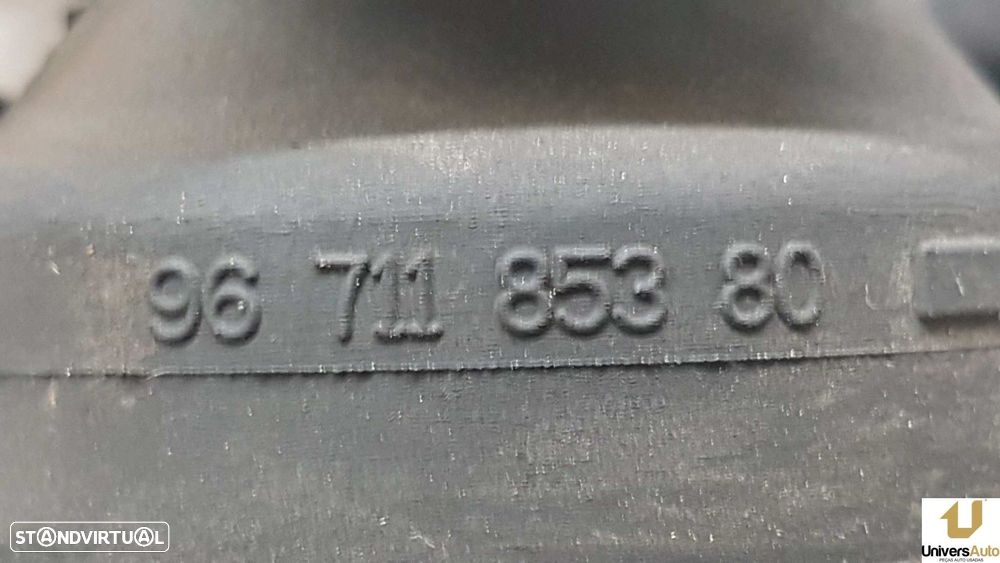 96 711 853 80
STANDVIRTUAL
UniversAuto
PEÇAS AUTO USADAS